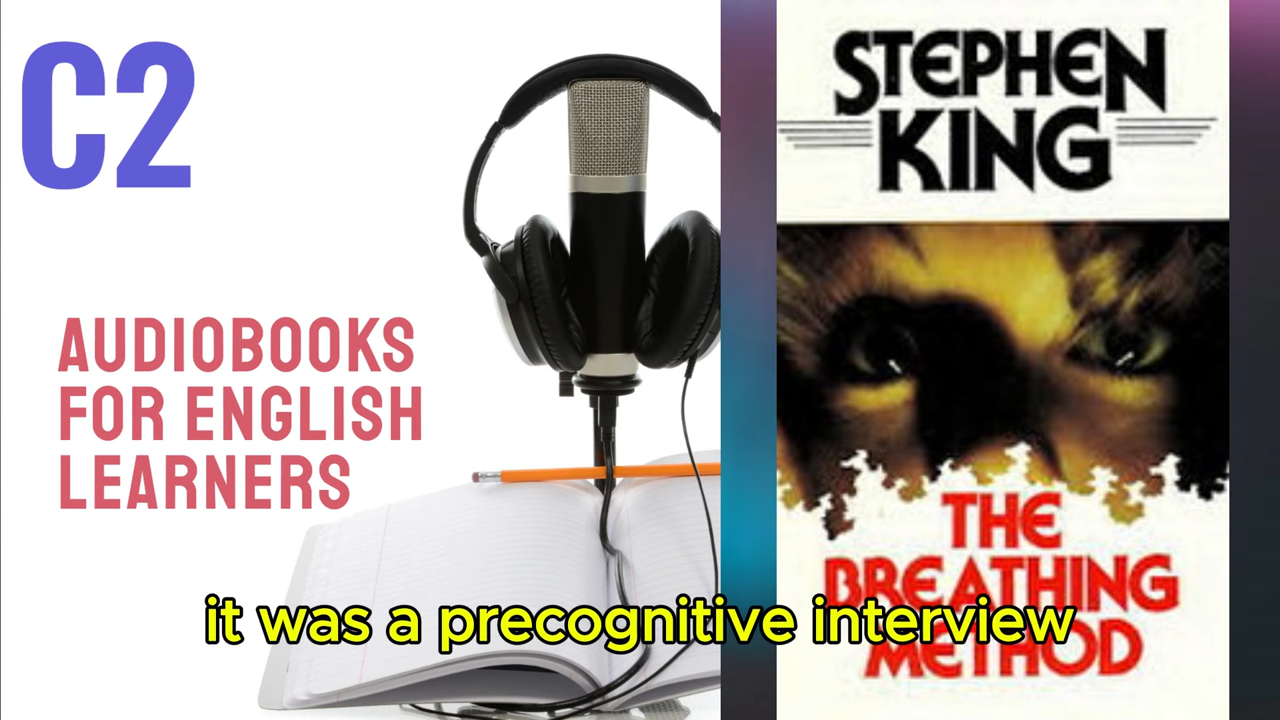 C2
AUDIOBOOKS
FOR ENGLISH
LEARNERS
STEPHEN
KING
THE
BREATHING
METHOD
it was a precognitive interview